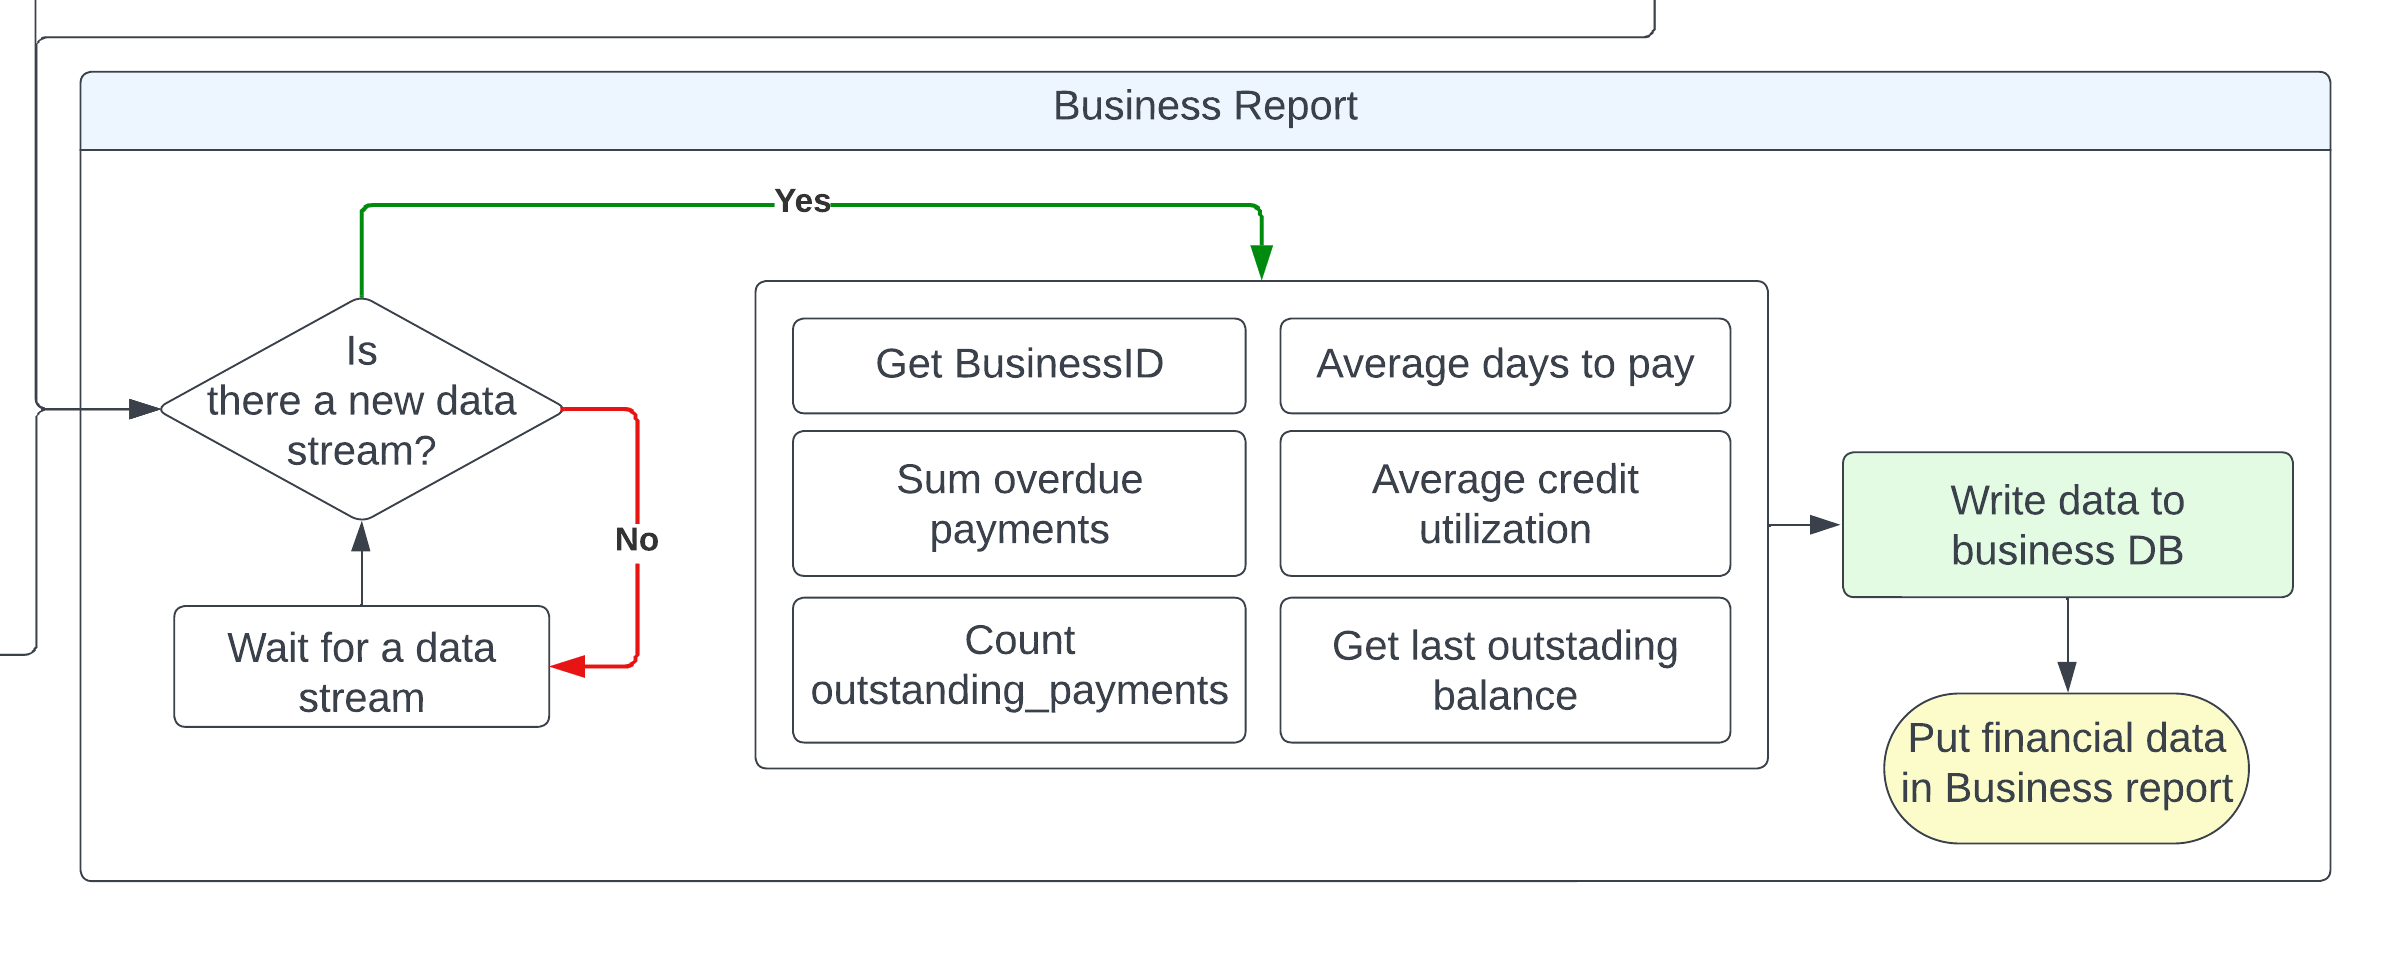 Business Report
Yes
Is
there a new data
stream?
No
Wait for a data
stream
Get BusinessID
Average days to pay
Sum overdue
payments
Average credit
utilization
Count
outstanding_payments
Get last outstading
balance
Write data to
business DB
Put financial data
in Business report